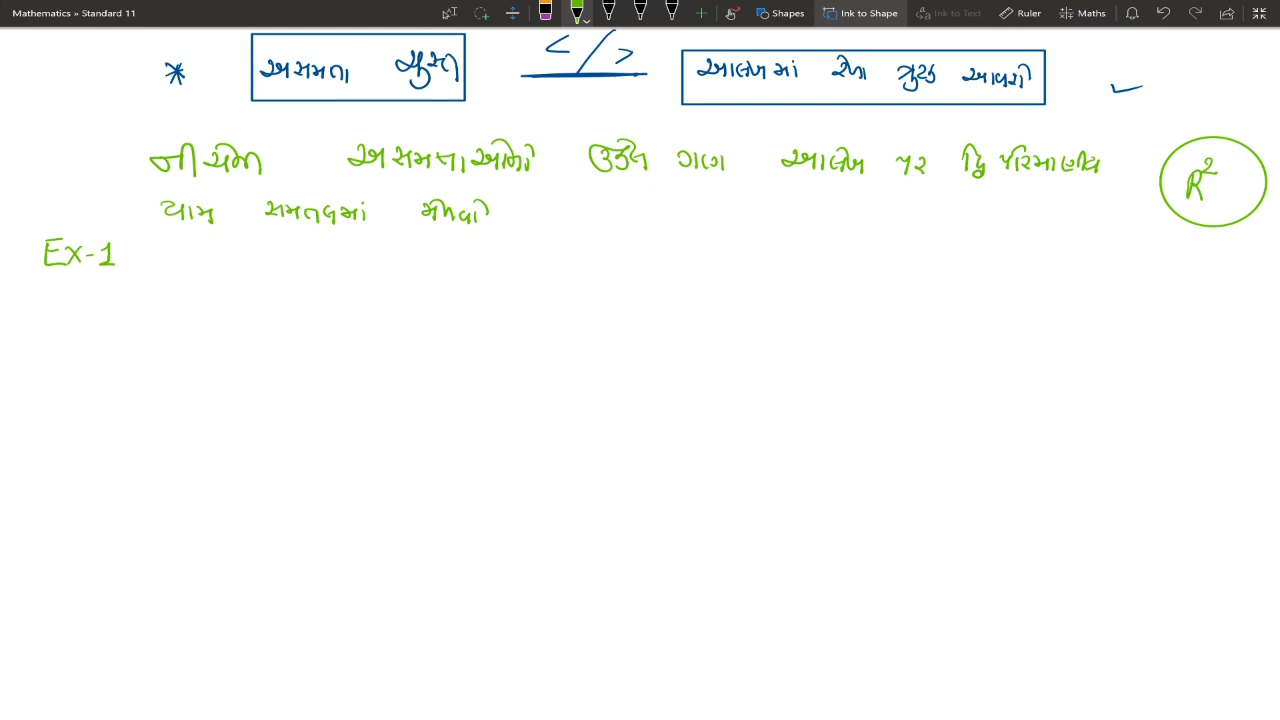 Mathematics » Standard 11
Shapes Ink to Shape Ink to Text Ruler Maths
* અસમતા ચુસ્ત < / > આલેખમાં રેખા ત્રુટક આવશે
નીચેની અસમતાઓનો ઉકેલ ગણ આલેખ પર દ્વિ પરિમાણીય R²
યામ સમતલમાં મેળવો
Ex-1